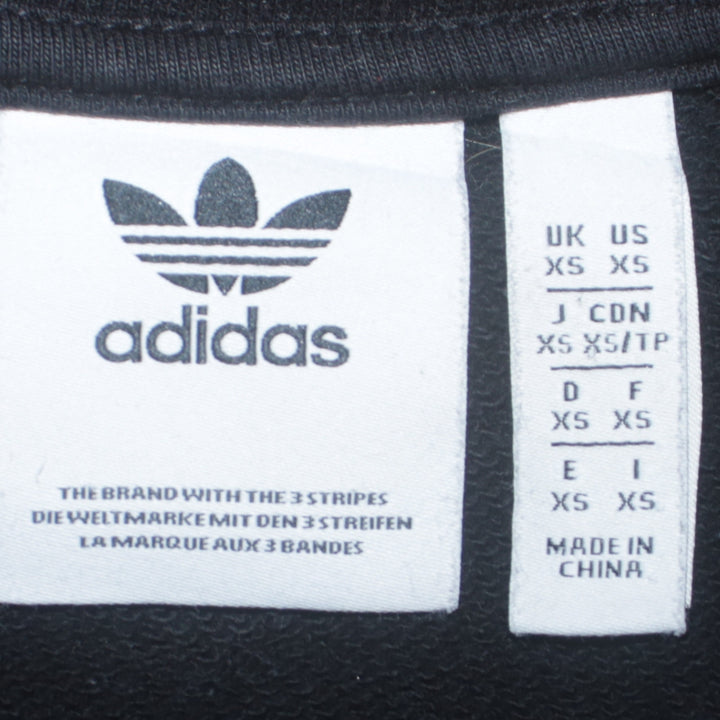 adidas
THE BRAND WITH THE 3 STRIPES
DIE WELTMARKE MIT DEN 3 STREIFEN
LA MARQUE AUX 3 BANDES
UK US
XS XS
J CDN
XS XS/TP
D F
XS XS
E I
XS XS
MADE IN
CHINA